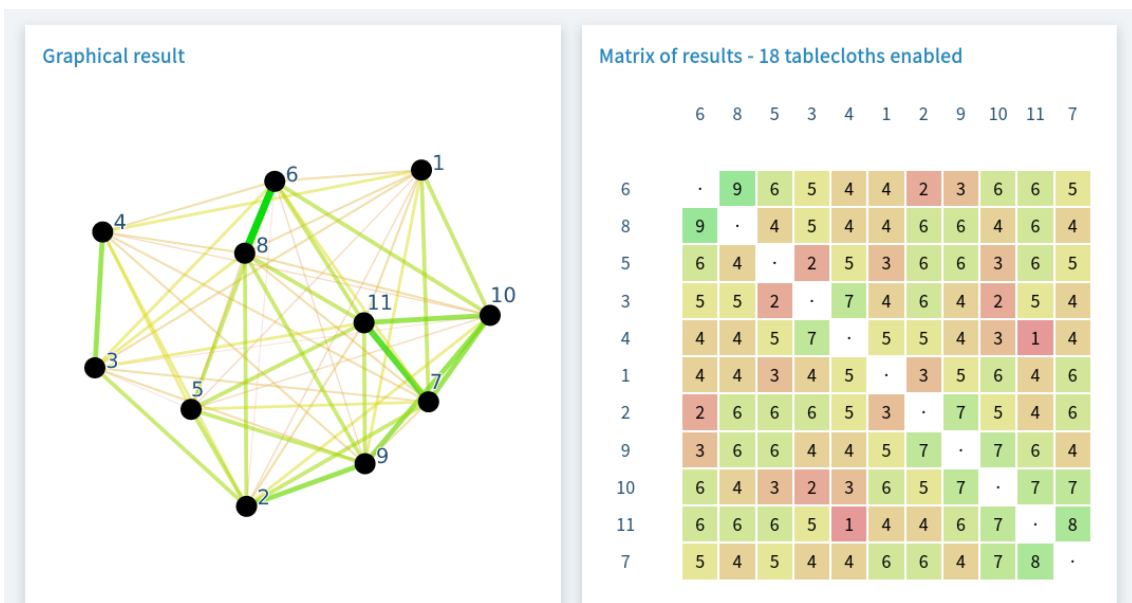 Graphical result
6
1
4
8
11
10
3
5
7
9
2
Matrix of results - 18 tablecloths enabled
6 8 5 3 4 1 2 9 10 11 7
6 · 9 6 5 4 4 2 3 6 6 5
8 9 · 4 5 4 4 6 6 4 6 4
5 6 4 · 2 5 3 6 6 3 6 5
3 5 5 2 · 7 4 6 4 2 5 4
4 4 4 5 7 · 5 5 4 3 1 4
1 4 4 3 4 5 · 3 5 6 4 6
2 2 6 6 6 5 3 · 7 5 4 6
9 3 6 6 4 4 5 7 · 7 6 4
10 6 4 3 2 3 6 5 7 · 7 7
11 6 6 6 5 1 4 4 6 7 · 8
7 5 4 5 4 4 6 6 4 7 8 ·